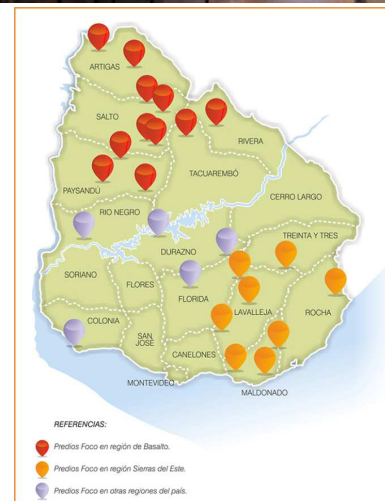 ARTIGAS
SALTO
RIVERA
TACUAREMBÓ
PAYSANDÚ
CERRO LARGO
RIO NEGRO
TREINTA Y TRES
DURAZNO
SORIANO
FLORES
FLORIDA
LAVALLEJA
ROCHA
COLONIA
SAN
JOSÉ
CANELONES
MONTEVIDEO
MALDONADO
REFERENCIAS:
Predios Foco en región de Basalto.
Predios Foco en región Sierras del Este.
Predios Foco en otras regiones del país.